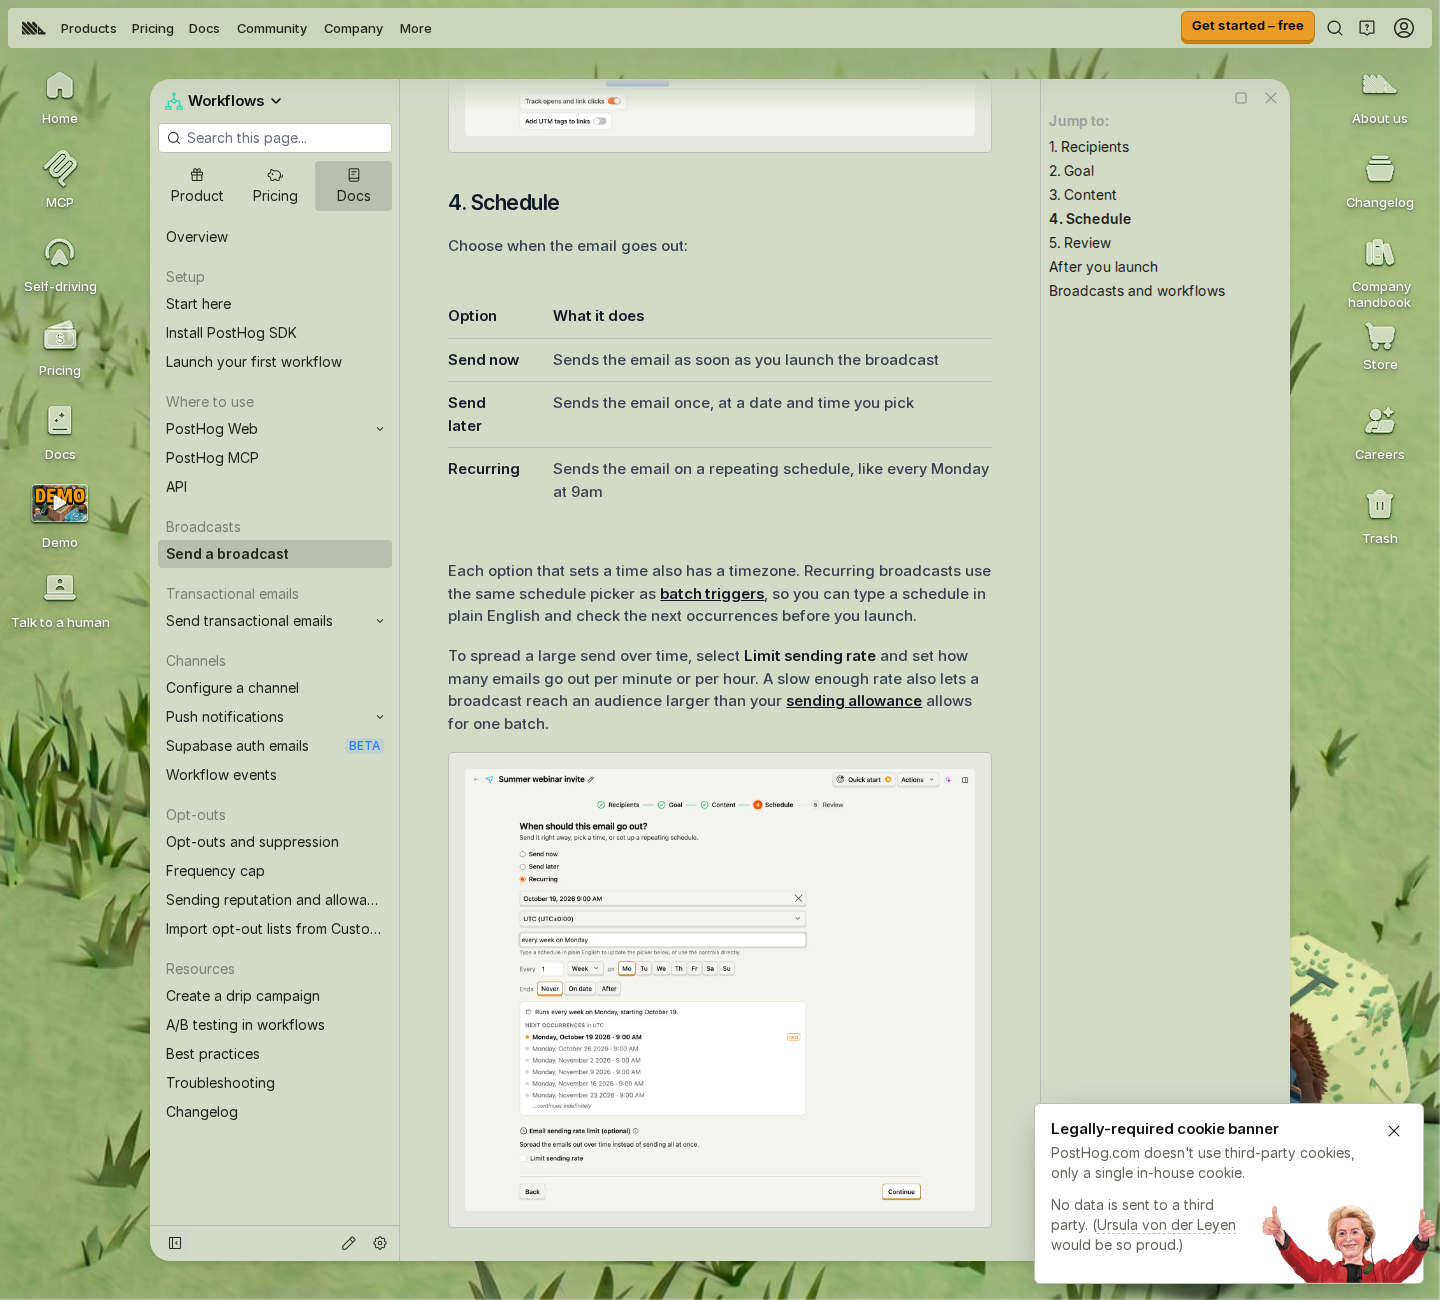 Products Pricing Docs Community Company More
Get started – free
Home
MCP
Self-driving
Pricing
Docs
DEMO
Demo
Talk to a human
Workflows
Search this page...
Product Pricing Docs
Overview
Setup
Start here
Install PostHog SDK
Launch your first workflow
Where to use
PostHog Web
PostHog MCP
API
Broadcasts
Send a broadcast
Transactional emails
Send transactional emails
Channels
Configure a channel
Push notifications
Supabase auth emails BETA
Workflow events
Opt-outs
Opt-outs and suppression
Frequency cap
Sending reputation and allowa...
Import opt-out lists from Custo...
Resources
Create a drip campaign
A/B testing in workflows
Best practices
Troubleshooting
Changelog
Track opens and link clicks
Add UTM tags to links
4. Schedule
Choose when the email goes out:
Option What it does
Send now Sends the email as soon as you launch the broadcast
Send Sends the email once, at a date and time you pick
later
Recurring Sends the email on a repeating schedule, like every Monday
at 9am
Each option that sets a time also has a timezone. Recurring broadcasts use
the same schedule picker as batch triggers, so you can type a schedule in
plain English and check the next occurrences before you launch.
To spread a large send over time, select Limit sending rate and set how
many emails go out per minute or per hour. A slow enough rate also lets a
broadcast reach an audience larger than your sending allowance allows
for one batch.
Summer webinar invite Quick start Actions
Recipients Goal Content 4 Schedule 5 Review
When should this email go out?
Send it right away, pick a time, or set up a repeating schedule.
Send now
Send later
Recurring
October 19, 2026 9:00 AM
UTC (UTC±0:00)
every week on Monday
Type a schedule in plain English to update the picker below, or use the controls directly.
Every 1 Week on Mo Tu We Th Fr Sa Su
Ends Never On date After
Runs every week on Monday, starting October 19.
NEXT OCCURRENCES in UTC
Monday, October 19 2026 · 9:00 AM next
Monday, October 26 2026 · 9:00 AM
Monday, November 2 2026 · 9:00 AM
Monday, November 9 2026 · 9:00 AM
Monday, November 16 2026 · 9:00 AM
Monday, November 23 2026 · 9:00 AM
...continues indefinitely
Email sending rate limit (optional)
Spread the emails out over time instead of sending all at once.
Limit sending rate
Back Continue
Jump to:
1. Recipients
2. Goal
3. Content
4. Schedule
5. Review
After you launch
Broadcasts and workflows
About us
Changelog
Company
handbook
Store
Careers
Trash
Legally-required cookie banner
PostHog.com doesn't use third-party cookies,
only a single in-house cookie.
No data is sent to a third
party. (Ursula von der Leyen
would be so proud.)